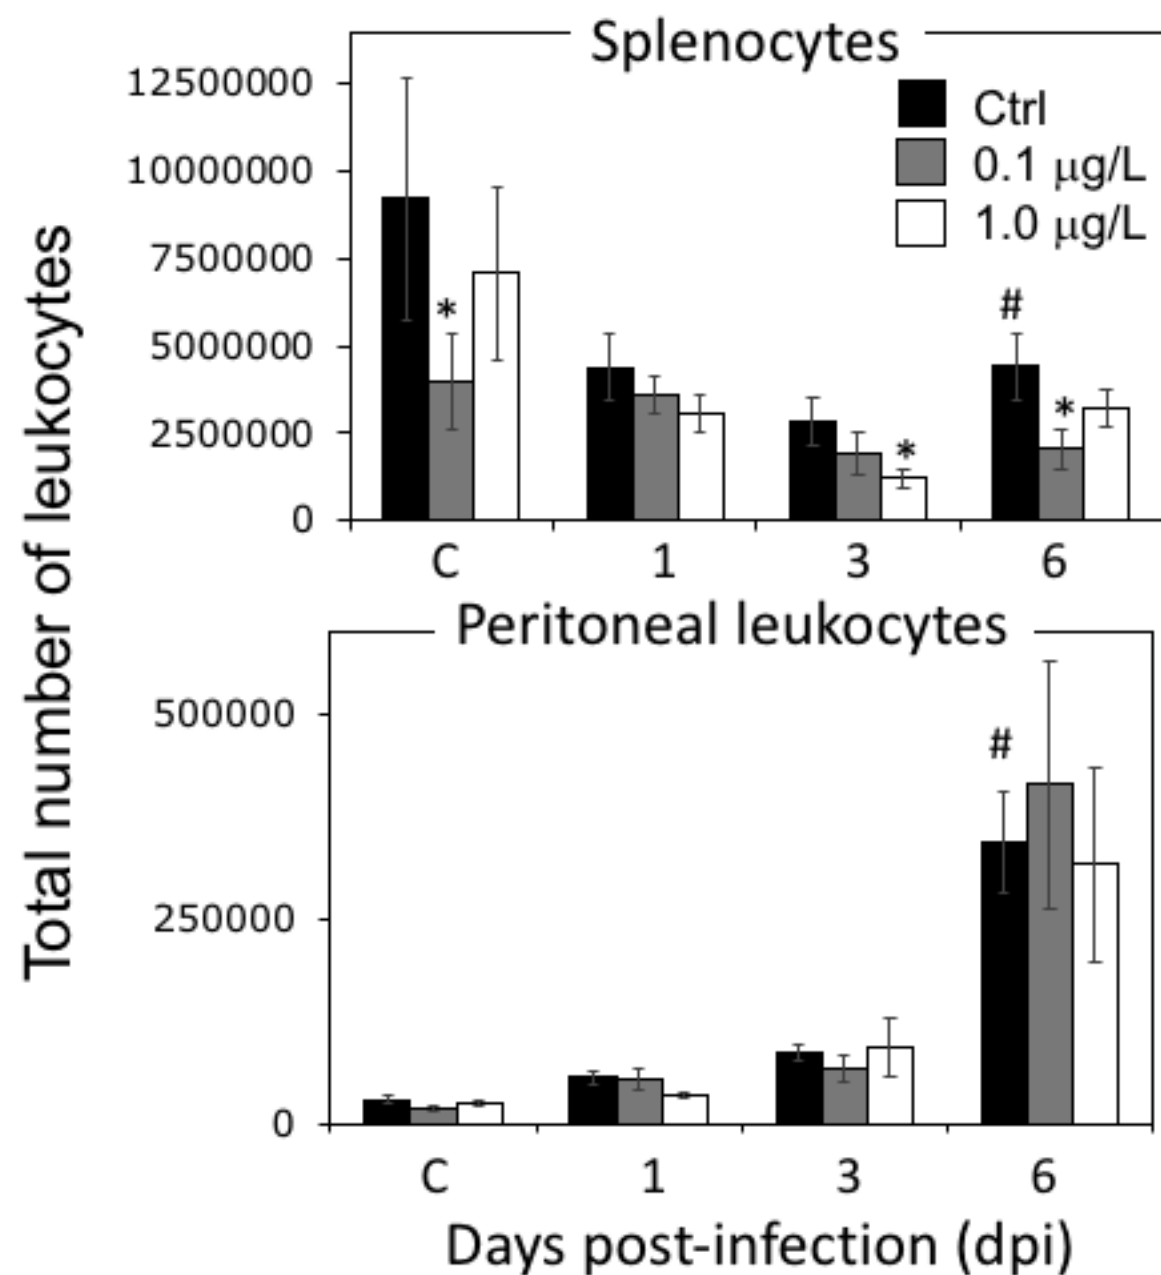 Splenocytes
Ctrl
0.1 μg/L
1.0 μg/L
12500000
10000000
7500000
5000000
2500000
0
*
*
#
*
C 1 3 6
Total number of leukocytes
Peritoneal leukocytes
500000
250000
0
#
C 1 3 6
Days post-infection (dpi)